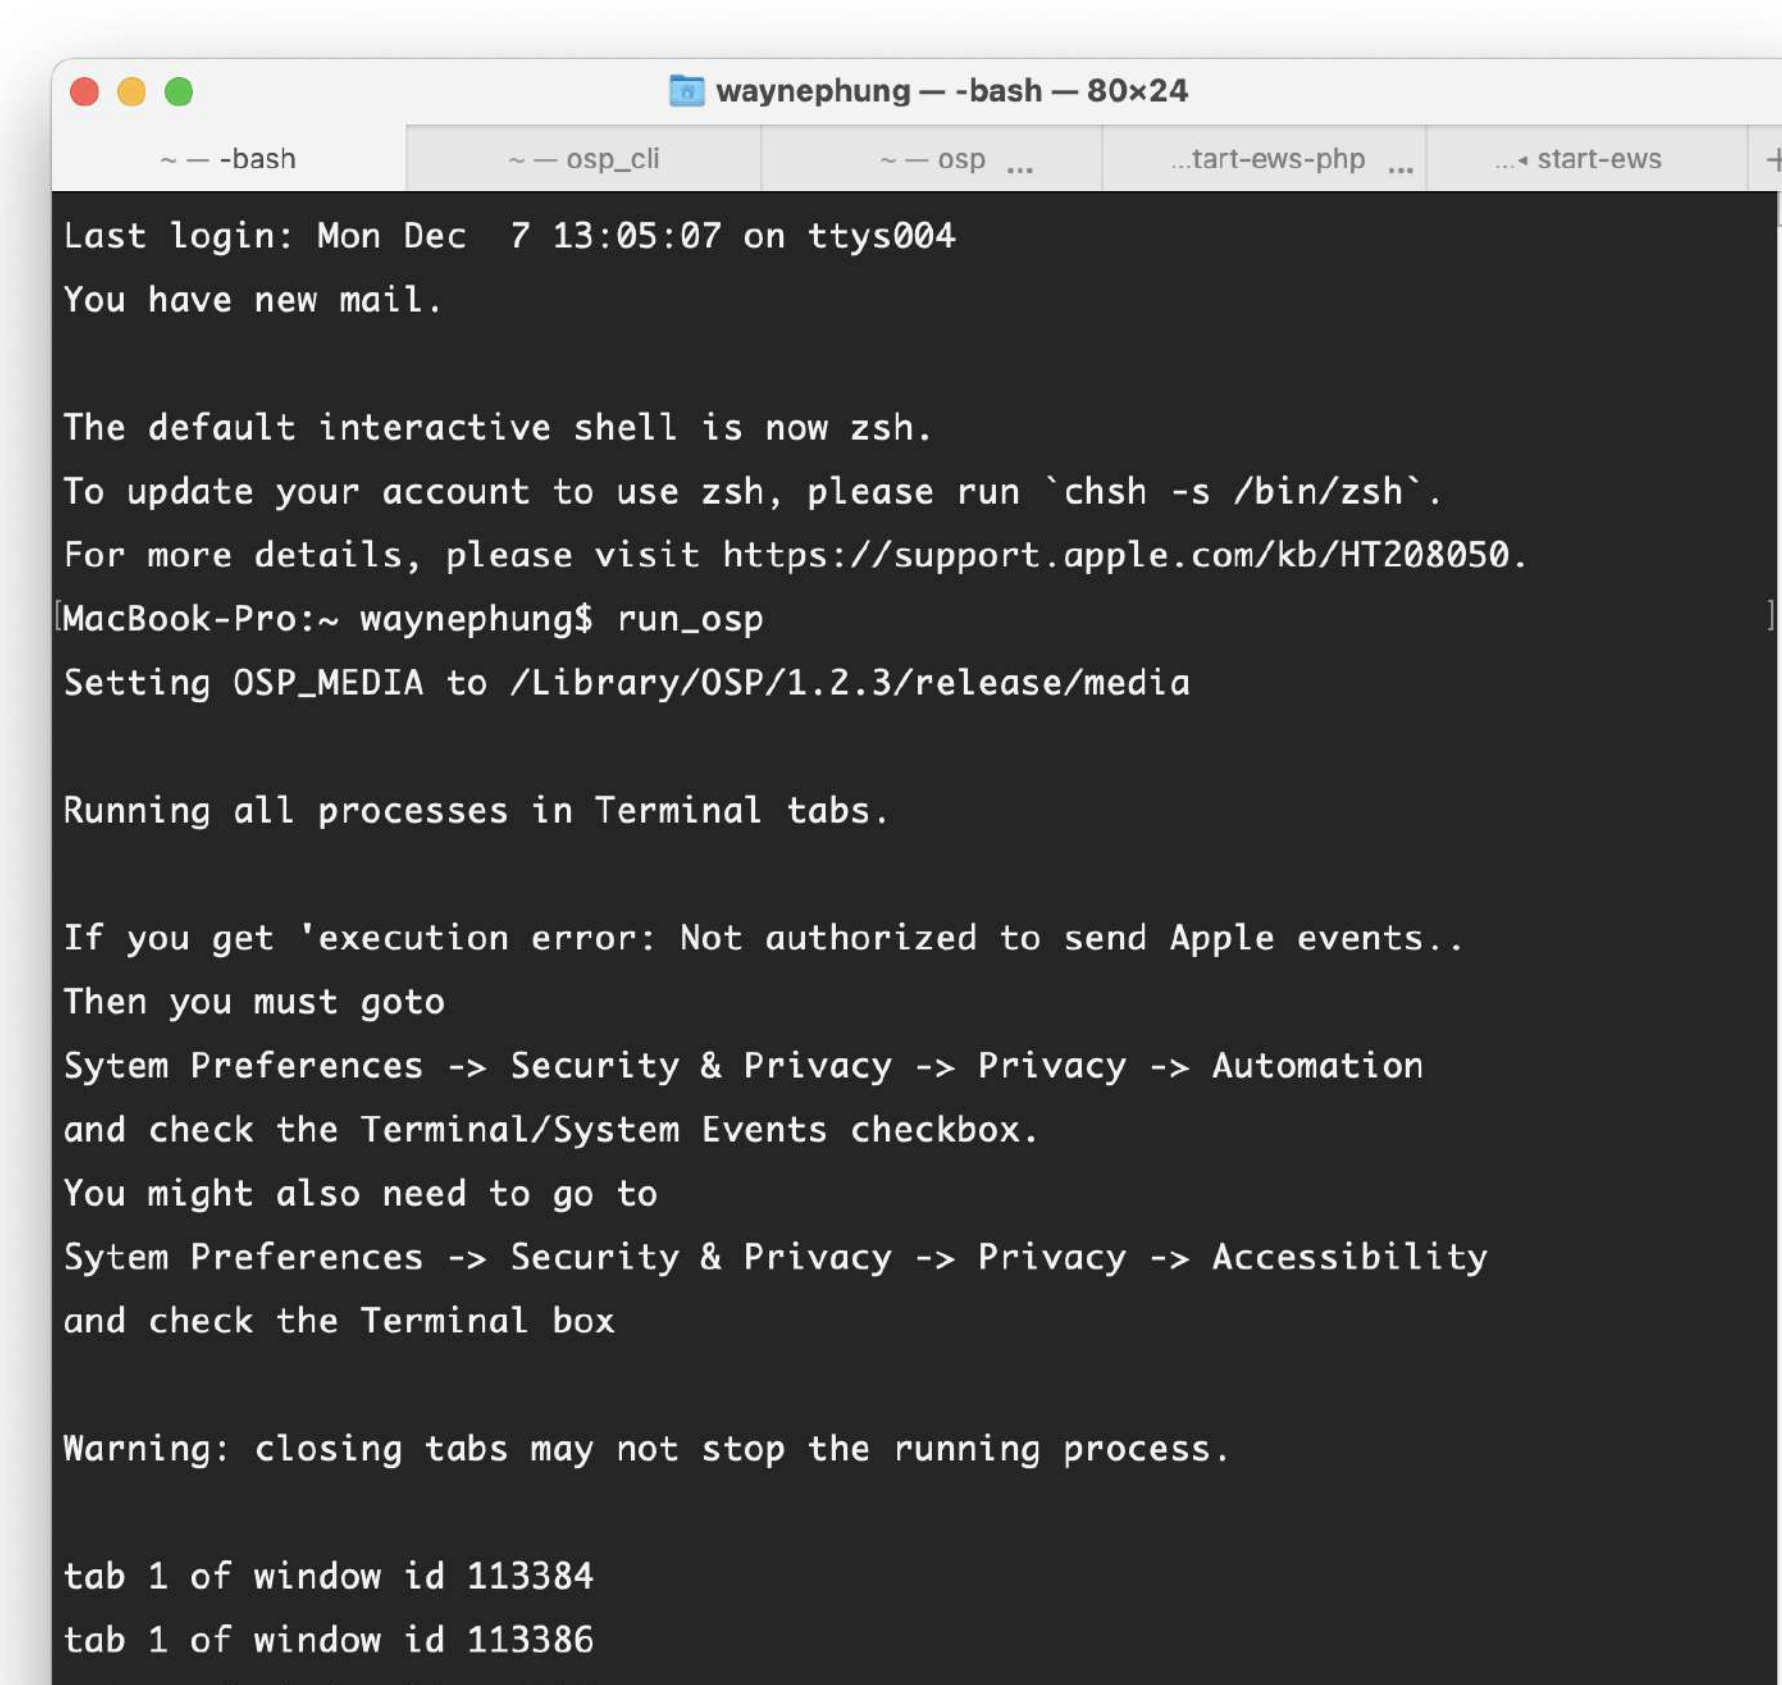 waynephung — -bash — 80×24
~ — -bash ~ — osp_cli ~ — osp ... ...tart-ews-php ... ...◂ start-ews +
Last login: Mon Dec  7 13:05:07 on ttys004
You have new mail.
The default interactive shell is now zsh.
To update your account to use zsh, please run `chsh -s /bin/zsh`.
For more details, please visit https://support.apple.com/kb/HT208050.
[MacBook-Pro:~ waynephung$ run_osp ]
Setting OSP_MEDIA to /Library/OSP/1.2.3/release/media
Running all processes in Terminal tabs.
If you get 'execution error: Not authorized to send Apple events..
Then you must goto
Sytem Preferences -> Security & Privacy -> Privacy -> Automation
and check the Terminal/System Events checkbox.
You might also need to go to
Sytem Preferences -> Security & Privacy -> Privacy -> Accessibility
and check the Terminal box
Warning: closing tabs may not stop the running process.
tab 1 of window id 113384
tab 1 of window id 113386